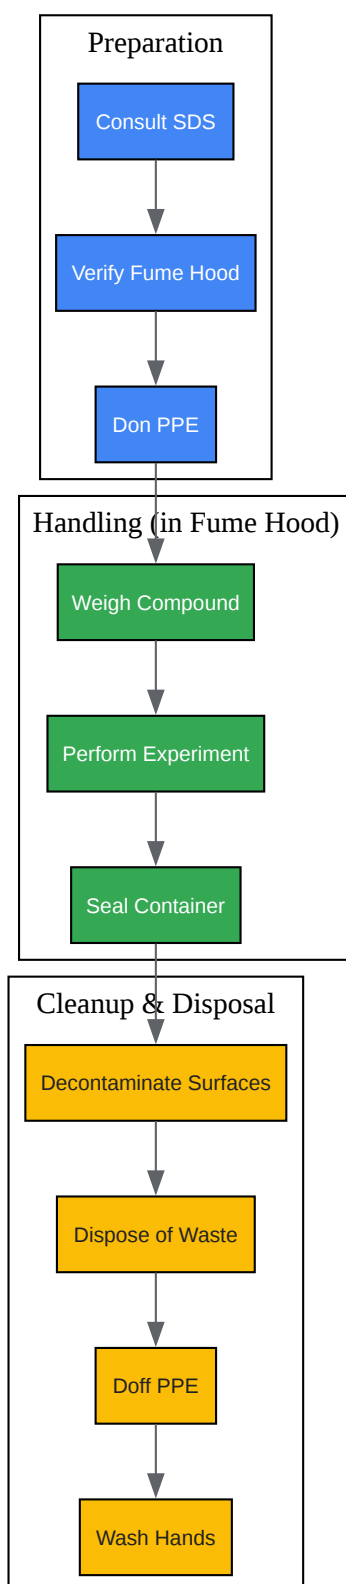 Preparation
Consult SDS
Verify Fume Hood
Don PPE
Handling (in Fume Hood)
Weigh Compound
Perform Experiment
Seal Container
Cleanup & Disposal
Decontaminate Surfaces
Dispose of Waste
Doff PPE
Wash Hands